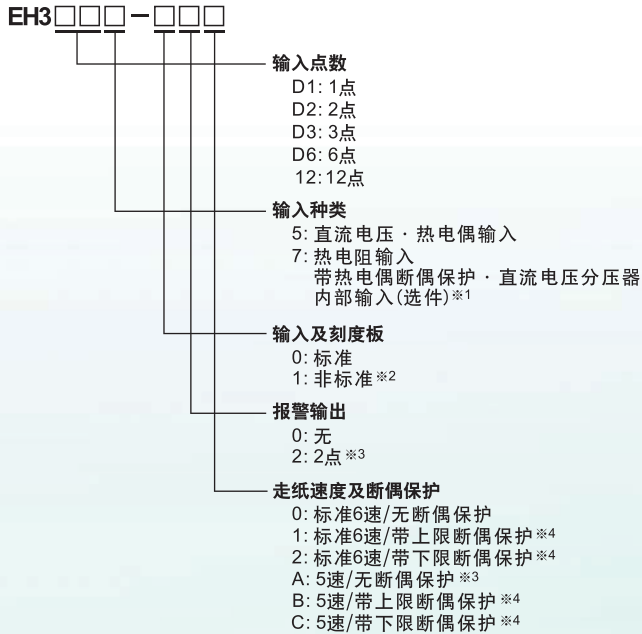 EH3□□□-□□□
输入点数
D1: 1点
D2: 2点
D3: 3点
D6: 6点
12: 12点
输入种类
5: 直流电压·热电偶输入
7: 热电阻输入
带热电偶断偶保护·直流电压分压器
内部输入(选件)※1
输入及刻度板
0: 标准
1: 非标准※2
报警输出
0: 无
2: 2点※3
走纸速度及断偶保护
0: 标准6速/无断偶保护
1: 标准6速/带上限断偶保护※4
2: 标准6速/带下限断偶保护※4
A: 5速/无断偶保护※3
B: 5速/带上限断偶保护※4
C: 5速/带下限断偶保护※4